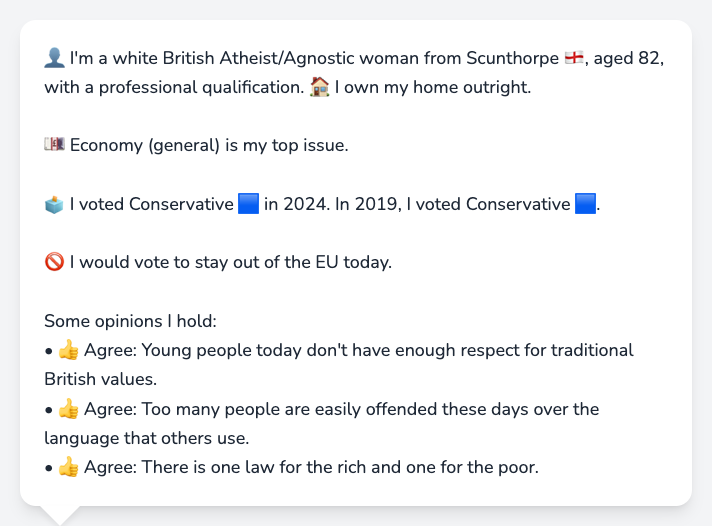 👤 I'm a white British Atheist/Agnostic woman from Scunthorpe 🏴󠁧󠁢󠁥󠁮󠁧󠁿, aged 82,
with a professional qualification. 🏠 I own my home outright.
💷 Economy (general) is my top issue.
🗳️ I voted Conservative 🟦 in 2024. In 2019, I voted Conservative 🟦.
🚫 I would vote to stay out of the EU today.
Some opinions I hold:
• 👍 Agree: Young people today don't have enough respect for traditional
British values.
• 👍 Agree: Too many people are easily offended these days over the
language that others use.
• 👍 Agree: There is one law for the rich and one for the poor.